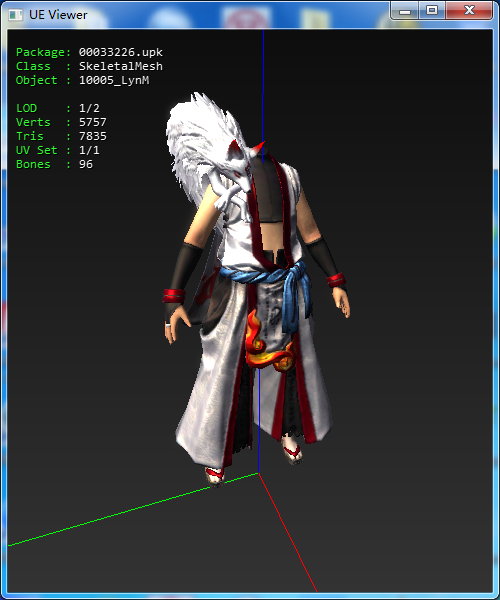 UE Viewer
Package: 00033226.upk
Class  : SkeletalMesh
Object : 10005_LynM
LOD    : 1/2
Verts  : 5757
Tris   : 7835
UV Set : 1/1
Bones  : 96